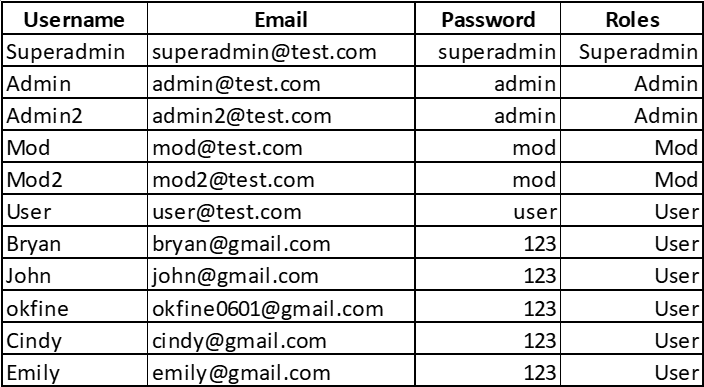 Username Email Password Roles
Superadmin superadmin@test.com superadmin Superadmin
Admin admin@test.com admin Admin
Admin2 admin2@test.com admin Admin
Mod mod@test.com mod Mod
Mod2 mod2@test.com mod Mod
User user@test.com user User
Bryan bryan@gmail.com 123 User
John john@gmail.com 123 User
okfine okfine0601@gmail.com 123 User
Cindy cindy@gmail.com 123 User
Emily emily@gmail.com 123 User